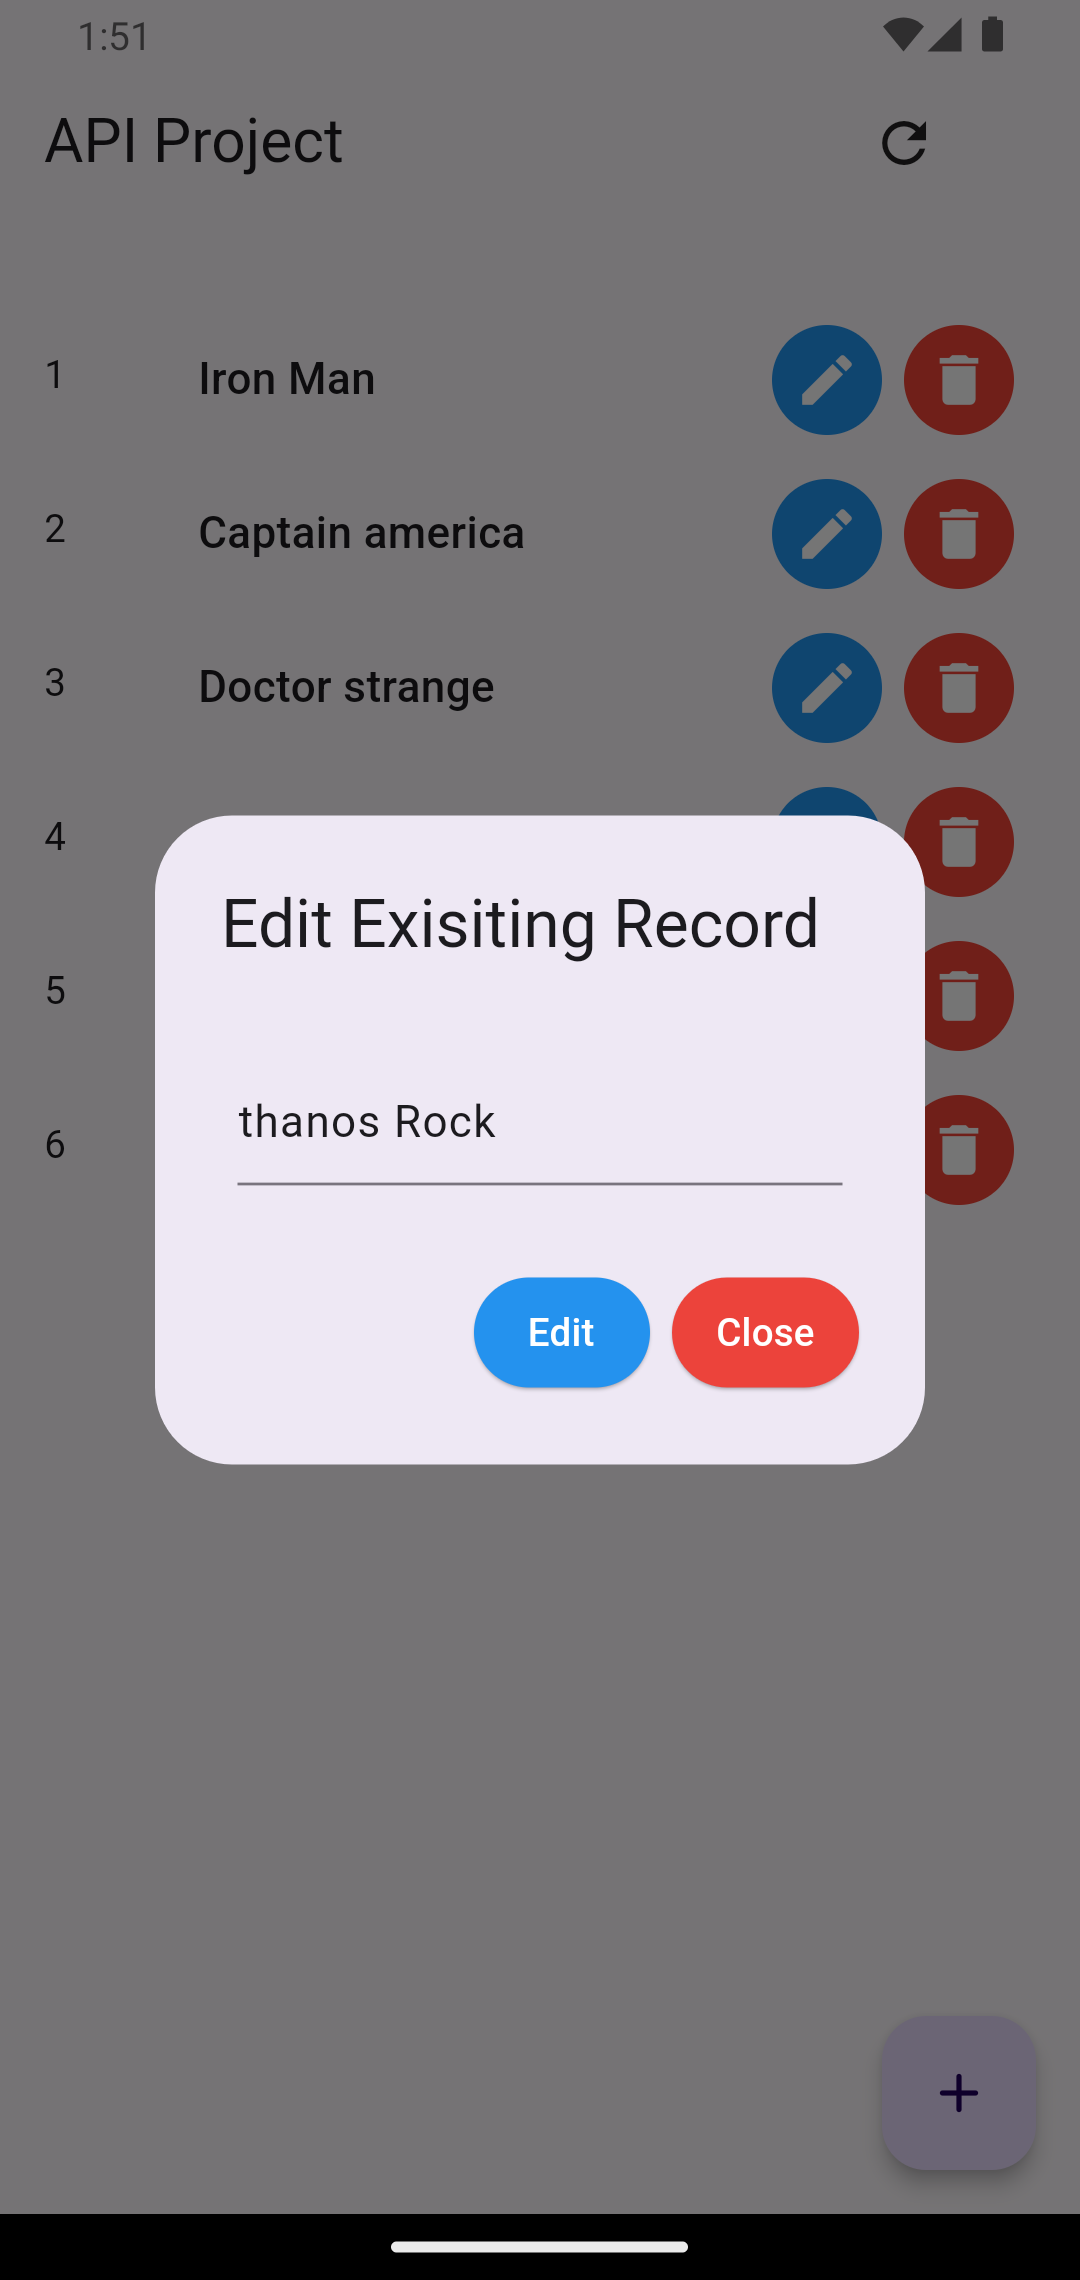 1:51
API Project
1 Iron Man
2 Captain america
3 Doctor strange
4
5
6
Edit Exisiting Record
thanos Rock
Edit Close